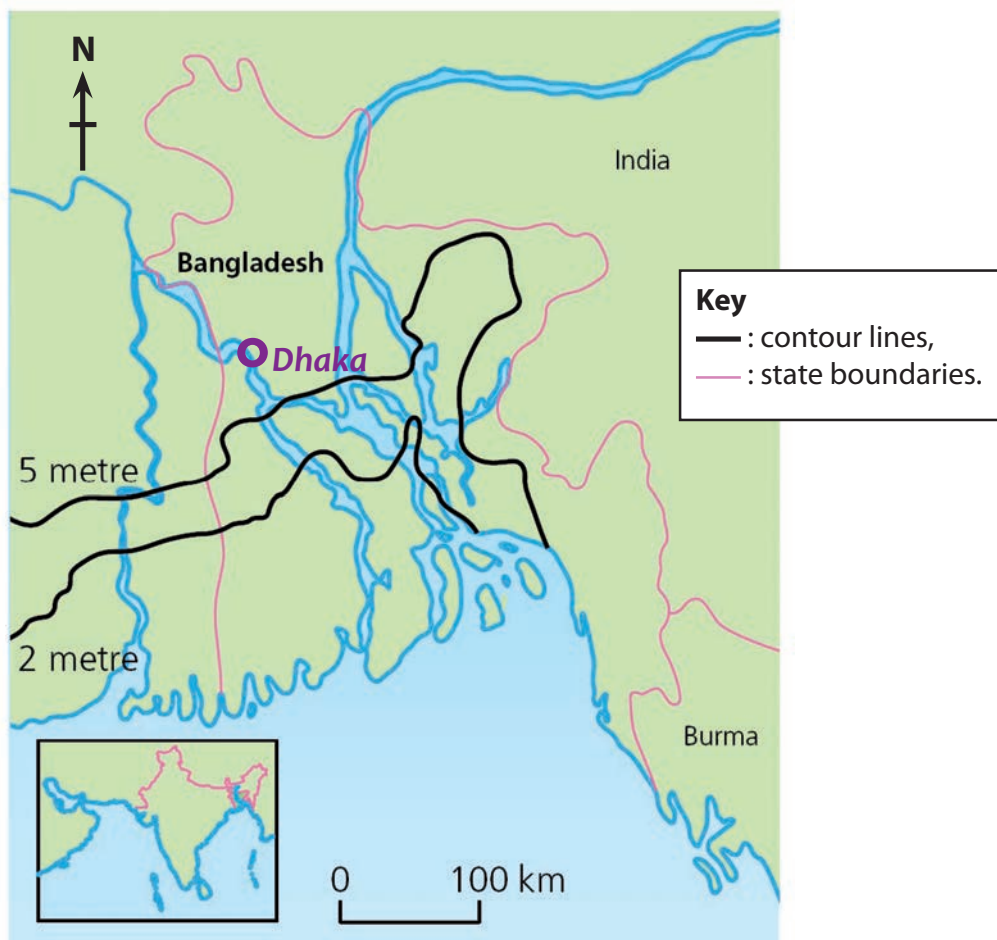 N
India
Bangladesh
Key
: contour lines,
: state boundaries.
Dhaka
5 metre
2 metre
Burma
0 100 km